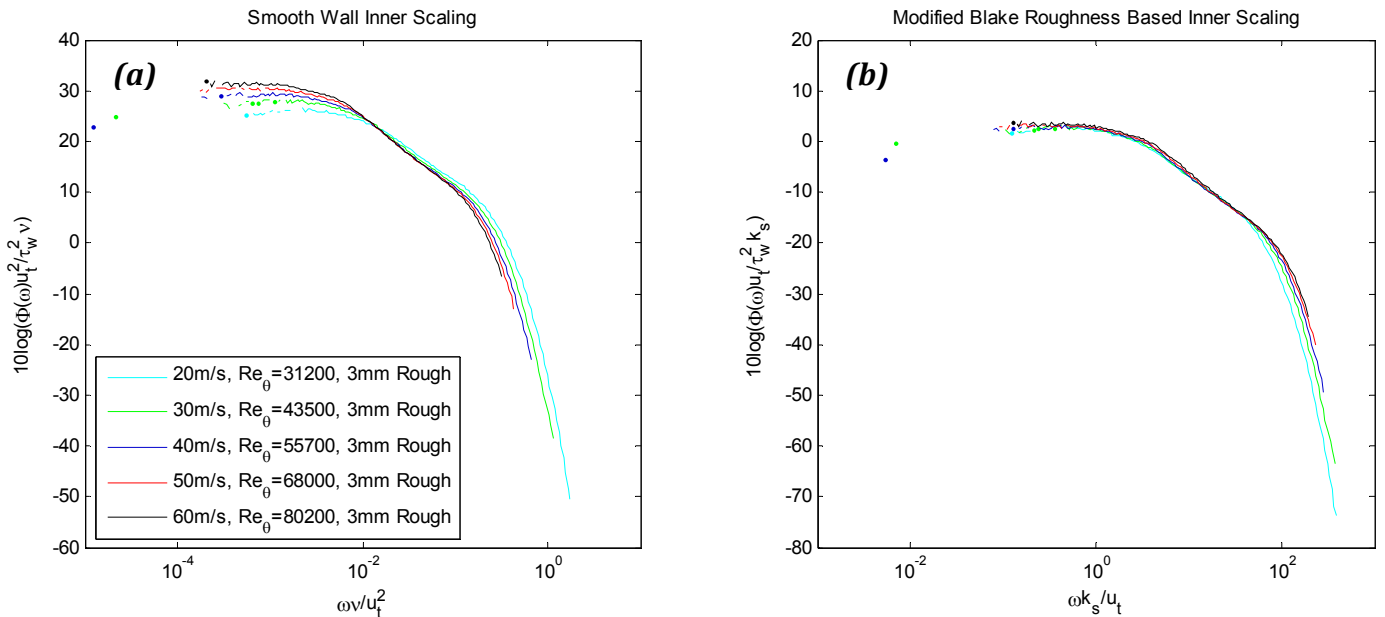 Smooth Wall Inner Scaling
(a)
40
30
20
10
0
-10
-20
-30
-40
-50
-60
10log(Φ(ω)u_t^2/τ_w^2 ν)
20m/s, Re_θ=31200, 3mm Rough
30m/s, Re_θ=43500, 3mm Rough
40m/s, Re_θ=55700, 3mm Rough
50m/s, Re_θ=68000, 3mm Rough
60m/s, Re_θ=80200, 3mm Rough
10^-4
10^-2
10^0
ων/u_t^2
Modified Blake Roughness Based Inner Scaling
(b)
20
10
0
-10
-20
-30
-40
-50
-60
-70
-80
10log(Φ(ω)u_t/τ_w^2 k_s)
10^-2
10^0
10^2
ωk_s/u_t